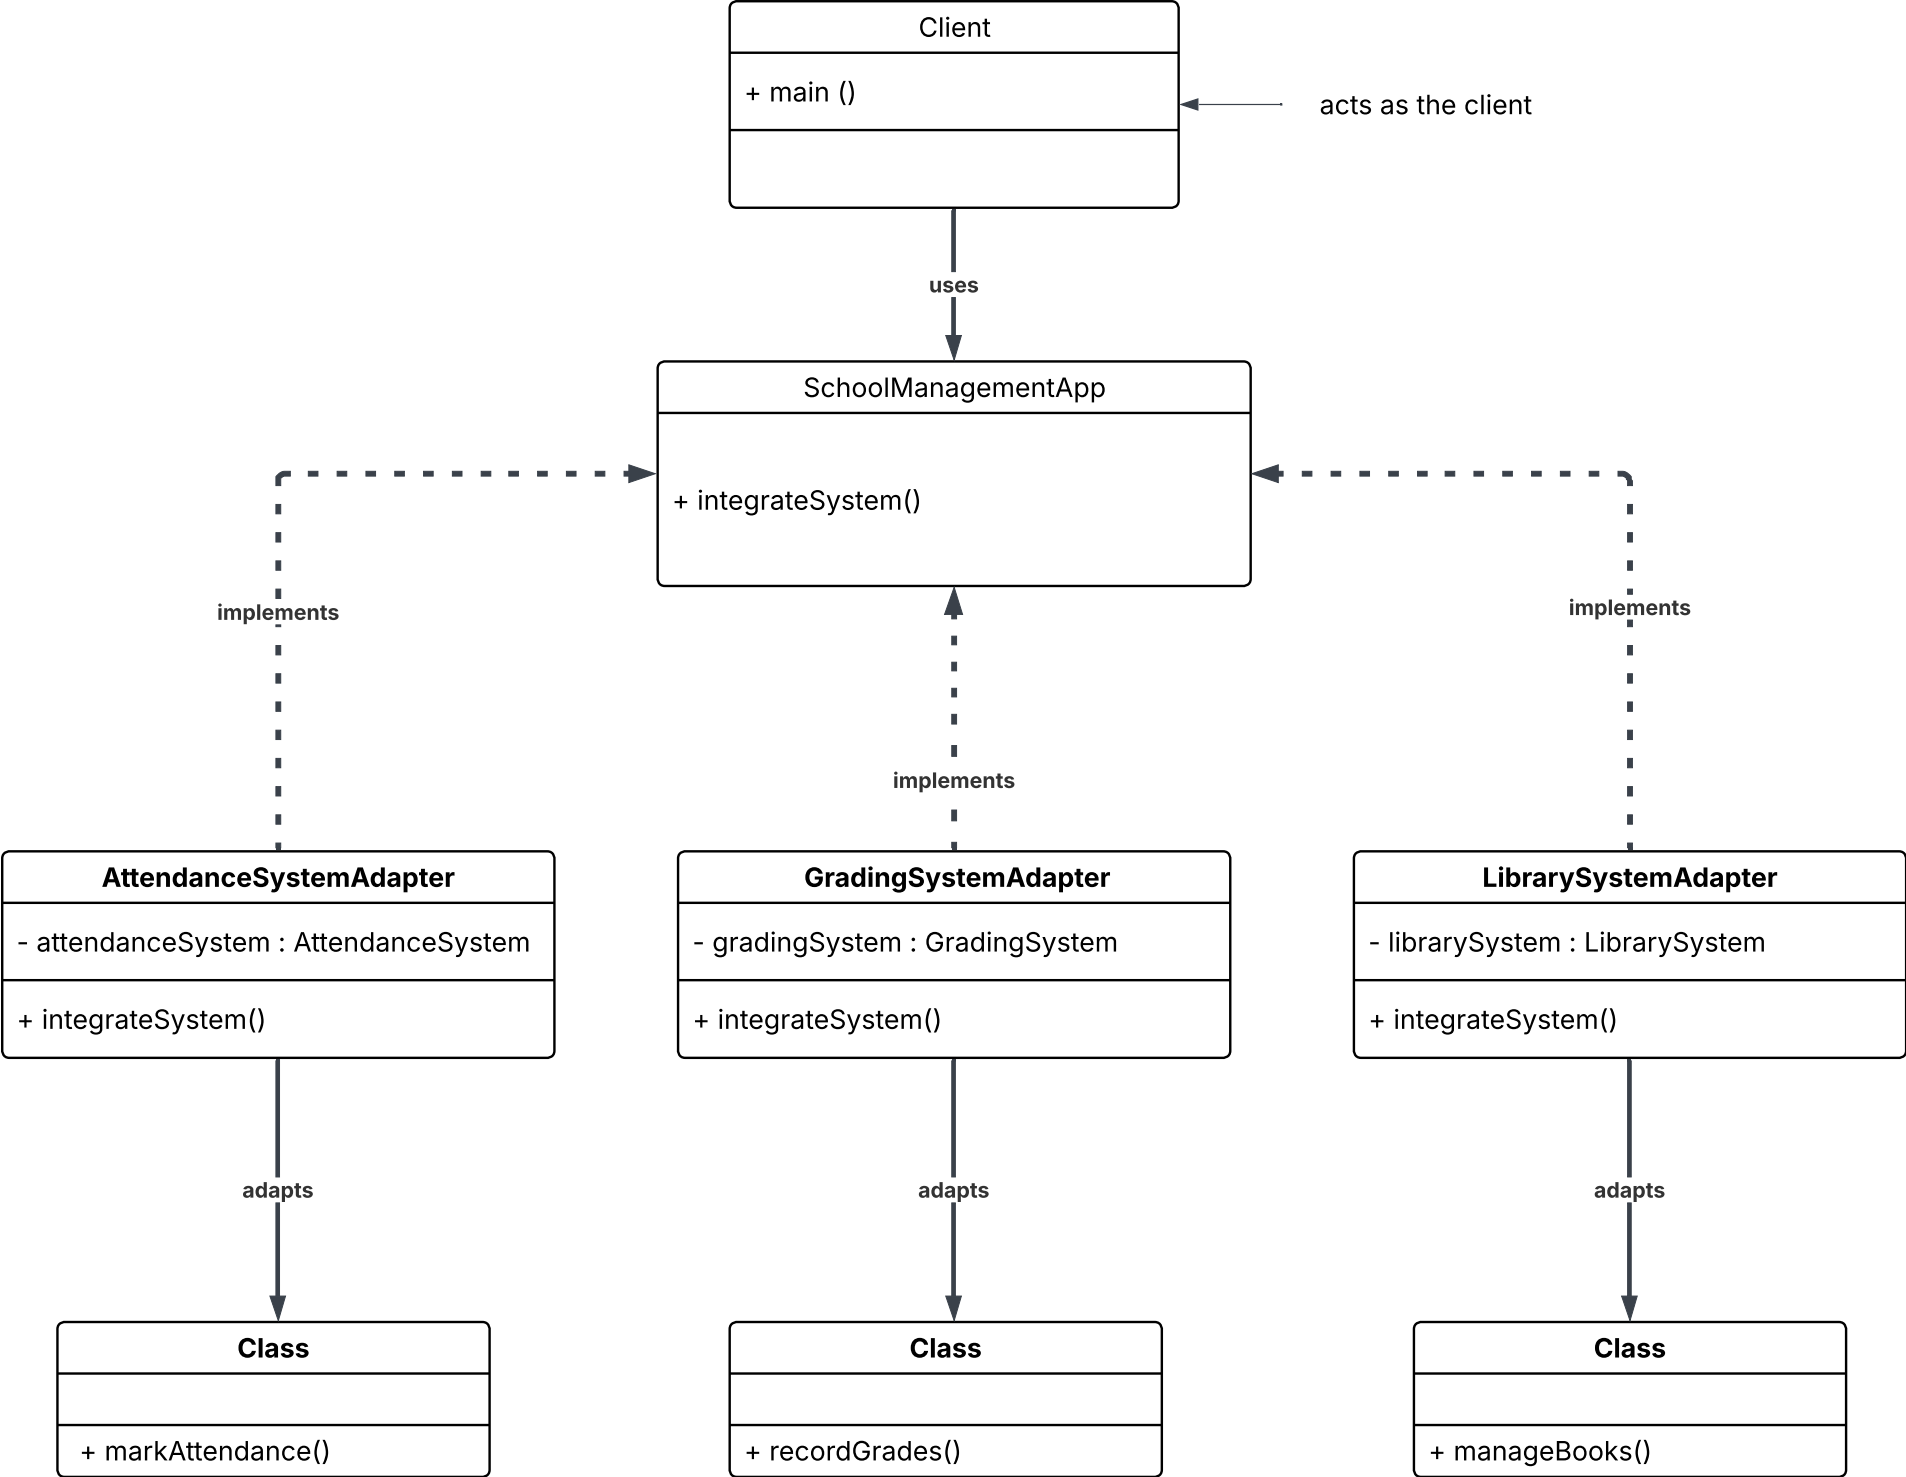 Client
+ main ()
acts as the client
uses
SchoolManagementApp
+ integrateSystem()
implements
implements
implements
AttendanceSystemAdapter
- attendanceSystem : AttendanceSystem
+ integrateSystem()
GradingSystemAdapter
- gradingSystem : GradingSystem
+ integrateSystem()
LibrarySystemAdapter
- librarySystem : LibrarySystem
+ integrateSystem()
adapts
adapts
adapts
Class
+ markAttendance()
Class
+ recordGrades()
Class
+ manageBooks()